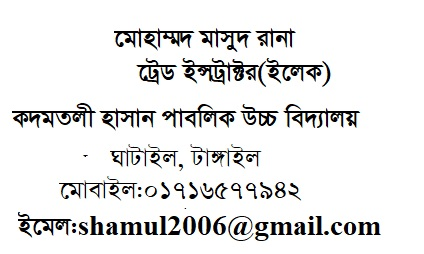 মোহাম্মদ মাসুদ রানা
ট্রেড ইন্সট্রাক্টর(ইলেক)
কদমতলী হাসান পাবলিক উচ্চ বিদ্যালয়
- ঘাটাইল, টাঙ্গাইল
মোবাইল:০১৭১৬৫৭৭৯৪২
ইমেল:shamul2006@gmail.com